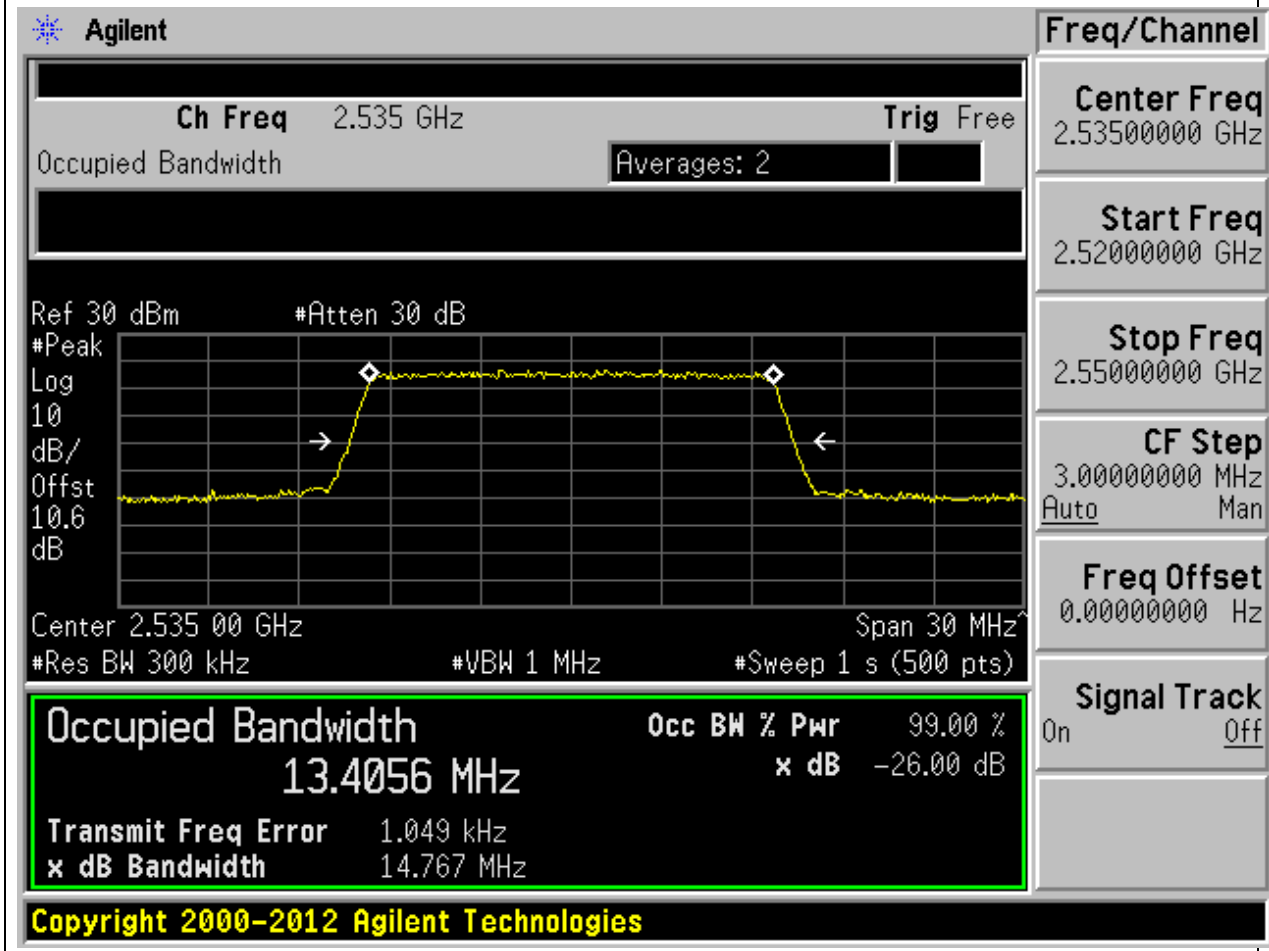 Agilent
Freq/Channel
Ch Freq 2.535 GHz
Trig Free
Occupied Bandwidth
Averages: 2
Center Freq
2.53500000 GHz
Start Freq
2.52000000 GHz
Stop Freq
2.55000000 GHz
CF Step
3.00000000 MHz
Auto Man
Freq Offset
0.00000000 Hz
Signal Track
On Off
Ref 30 dBm
#Atten 30 dB
#Peak
Log
10
dB/
Offst
10.6
dB
Center 2.535 00 GHz
Span 30 MHz^
#Res BW 300 kHz
#VBW 1 MHz
#Sweep 1 s (500 pts)
Occupied Bandwidth
13.4056 MHz
Occ BW % Pwr 99.00 %
x dB -26.00 dB
Transmit Freq Error 1.049 kHz
x dB Bandwidth 14.767 MHz
Copyright 2000-2012 Agilent Technologies